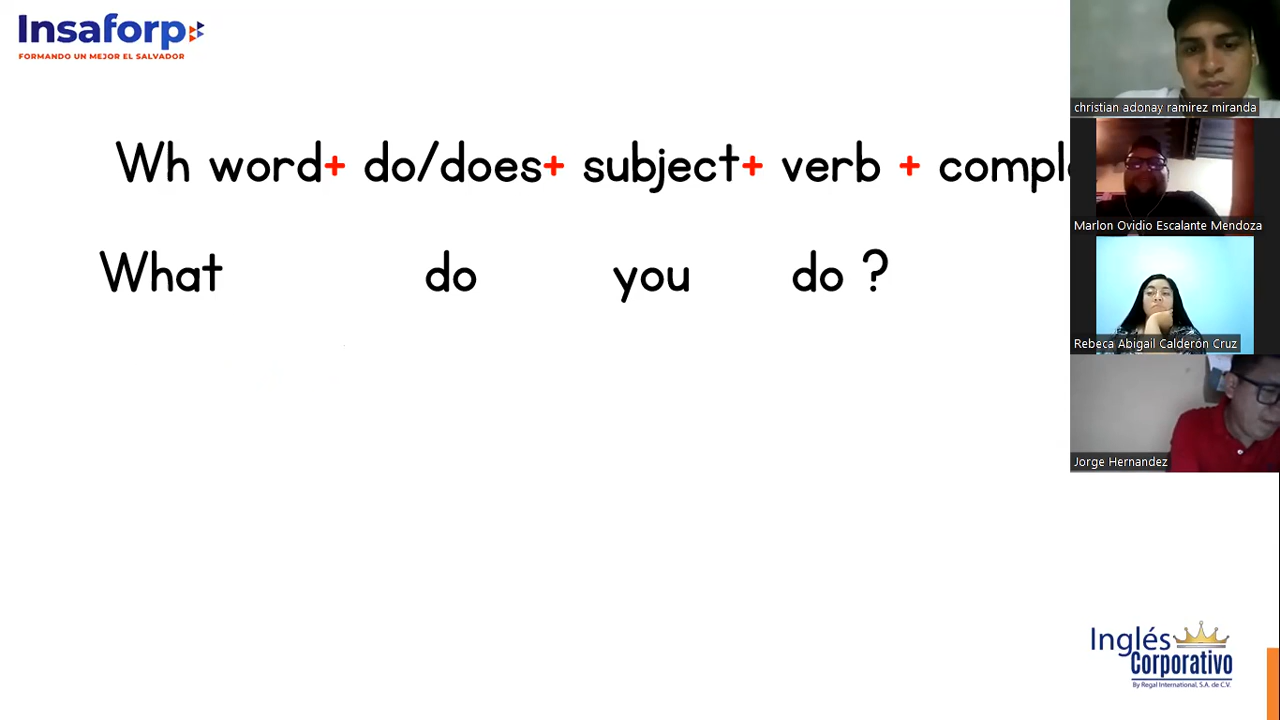 Insaforp
FORMANDO UN MEJOR EL SALVADOR
Wh word+ do/does+ subject+ verb + comple
What do you do ?
christian adonay ramirez miranda
Marlon Ovidio Escalante Mendoza
Rebeca Abigail Calderón Cruz
Jorge Hernandez
Inglés
Corporativo
By Regal International, S.A. de C.V.